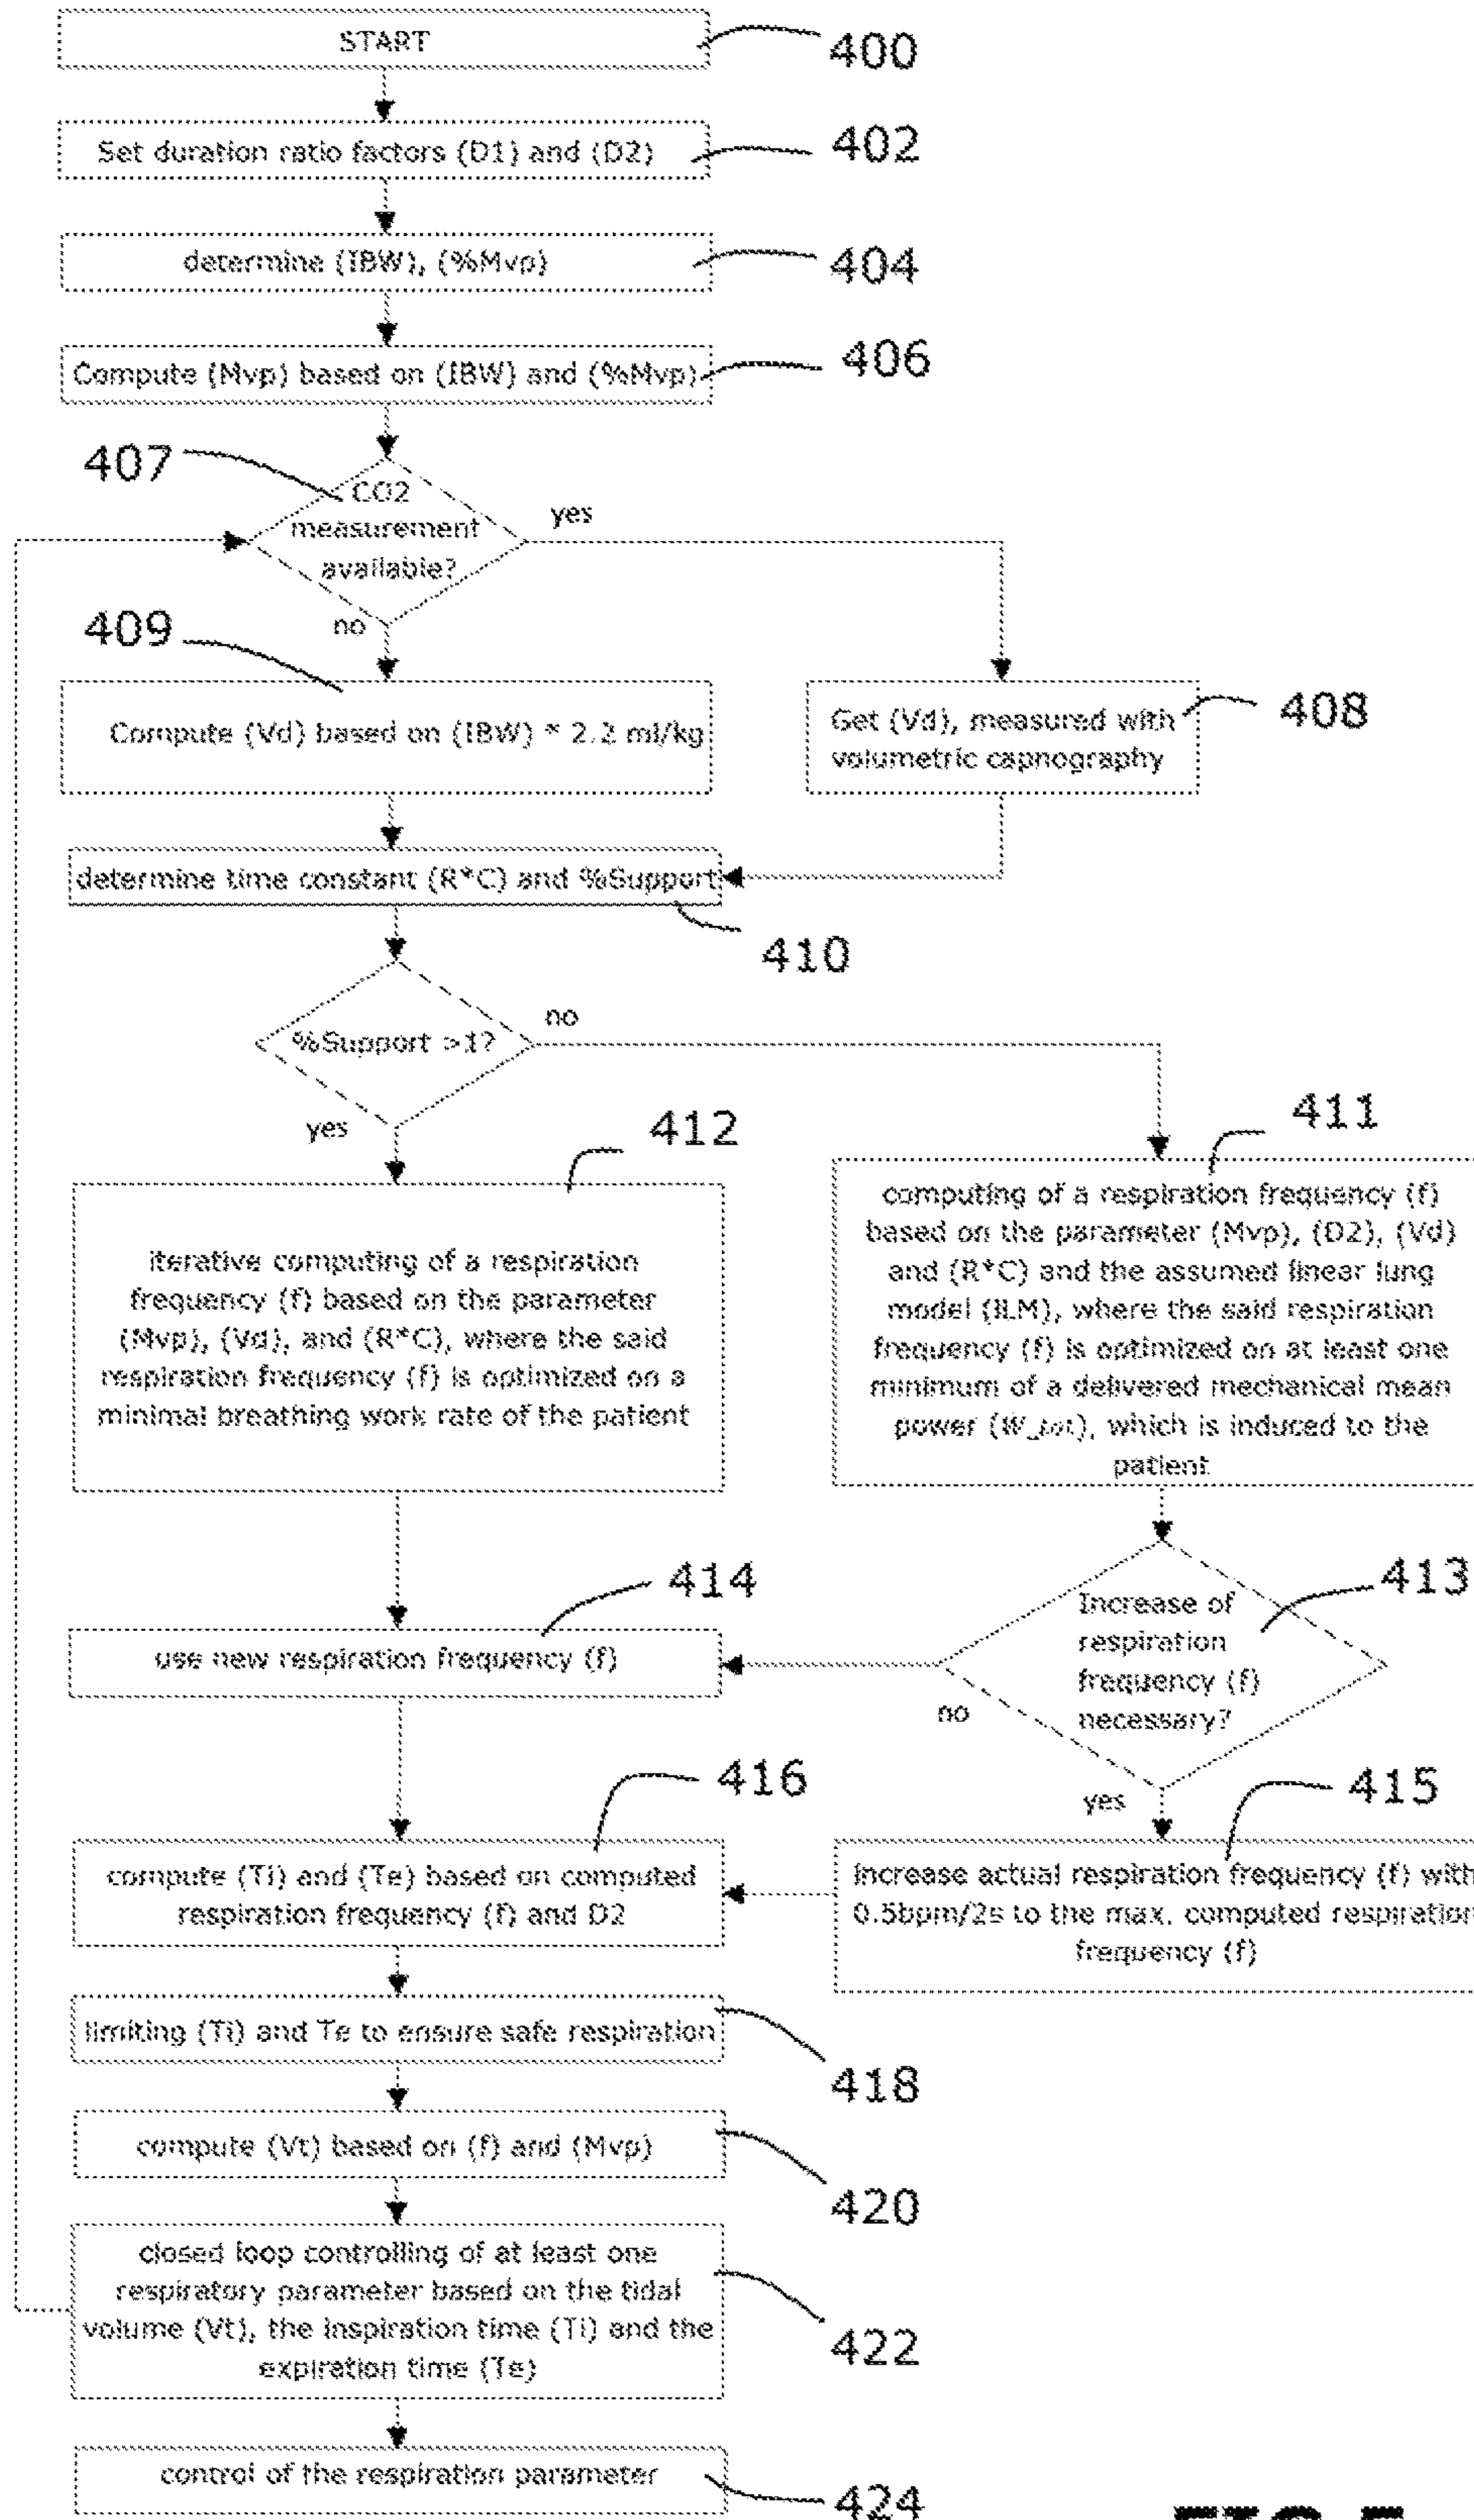 START
400
Set duration ratio factors (D1) and (D2)
402
determine (IBW), (%Mvp)
404
Compute (Mvp) based on (IBW) and (%Mvp)
406
407
CO2
measurement
available?
yes
no
409
Compute (Vd) based on (IBW) * 2.2 ml/kg
Get (Vd), measured with
volumetric capnography
408
determine time constant (R*C) and %Support
410
%Support >1?
no
yes
412
iterative computing of a respiration
frequency (f) based on the parameter
(Mvp), (Vd), and (R*C), where the said
respiration frequency (f) is optimized on a
minimal breathing work rate of the patient
411
computing of a respiration frequency (f)
based on the parameter (Mvp), (D2), (Vd)
and (R*C) and the assumed linear lung
model (ILM), where the said respiration
frequency (f) is optimized on at least one
minimum of a delivered mechanical mean
power (W_tot), which is induced to the
patient
414
use new respiration frequency (f)
413
Increase of
respiration
frequency (f)
necessary?
no
yes
416
compute (Ti) and (Te) based on computed
respiration frequency (f) and D2
415
increase actual respiration frequency (f) with
0.5bpm/2s to the max. computed respiration
frequency (f)
limiting (Ti) and Te to ensure safe respiration
418
compute (Vt) based on (f) and (Mvp)
420
closed loop controlling of at least one
respiratory parameter based on the tidal
volume (Vt), the inspiration time (Ti) and the
expiration time (Te)
422
control of the respiration parameter
424